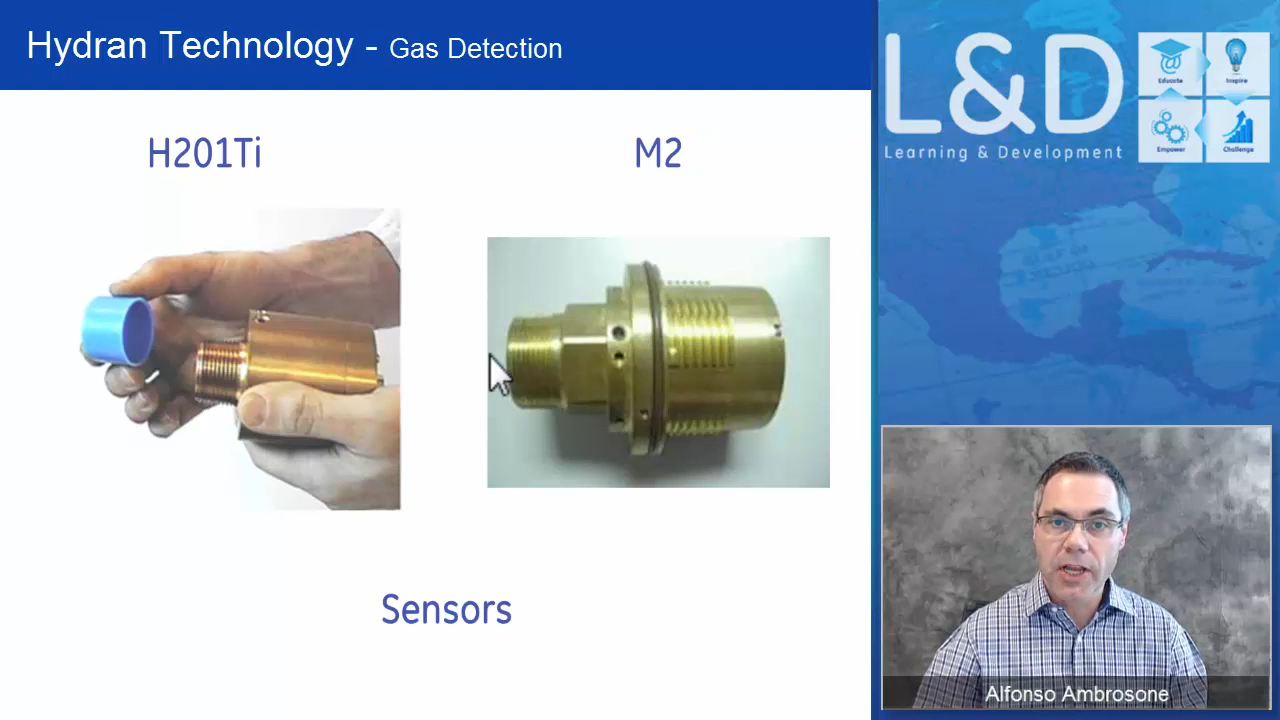 Hydran Technology - Gas Detection
H201Ti
M2
Sensors
L&D
Learning & Development
Educate
Inspire
Empower
Challenge
Alfonso Ambrosone